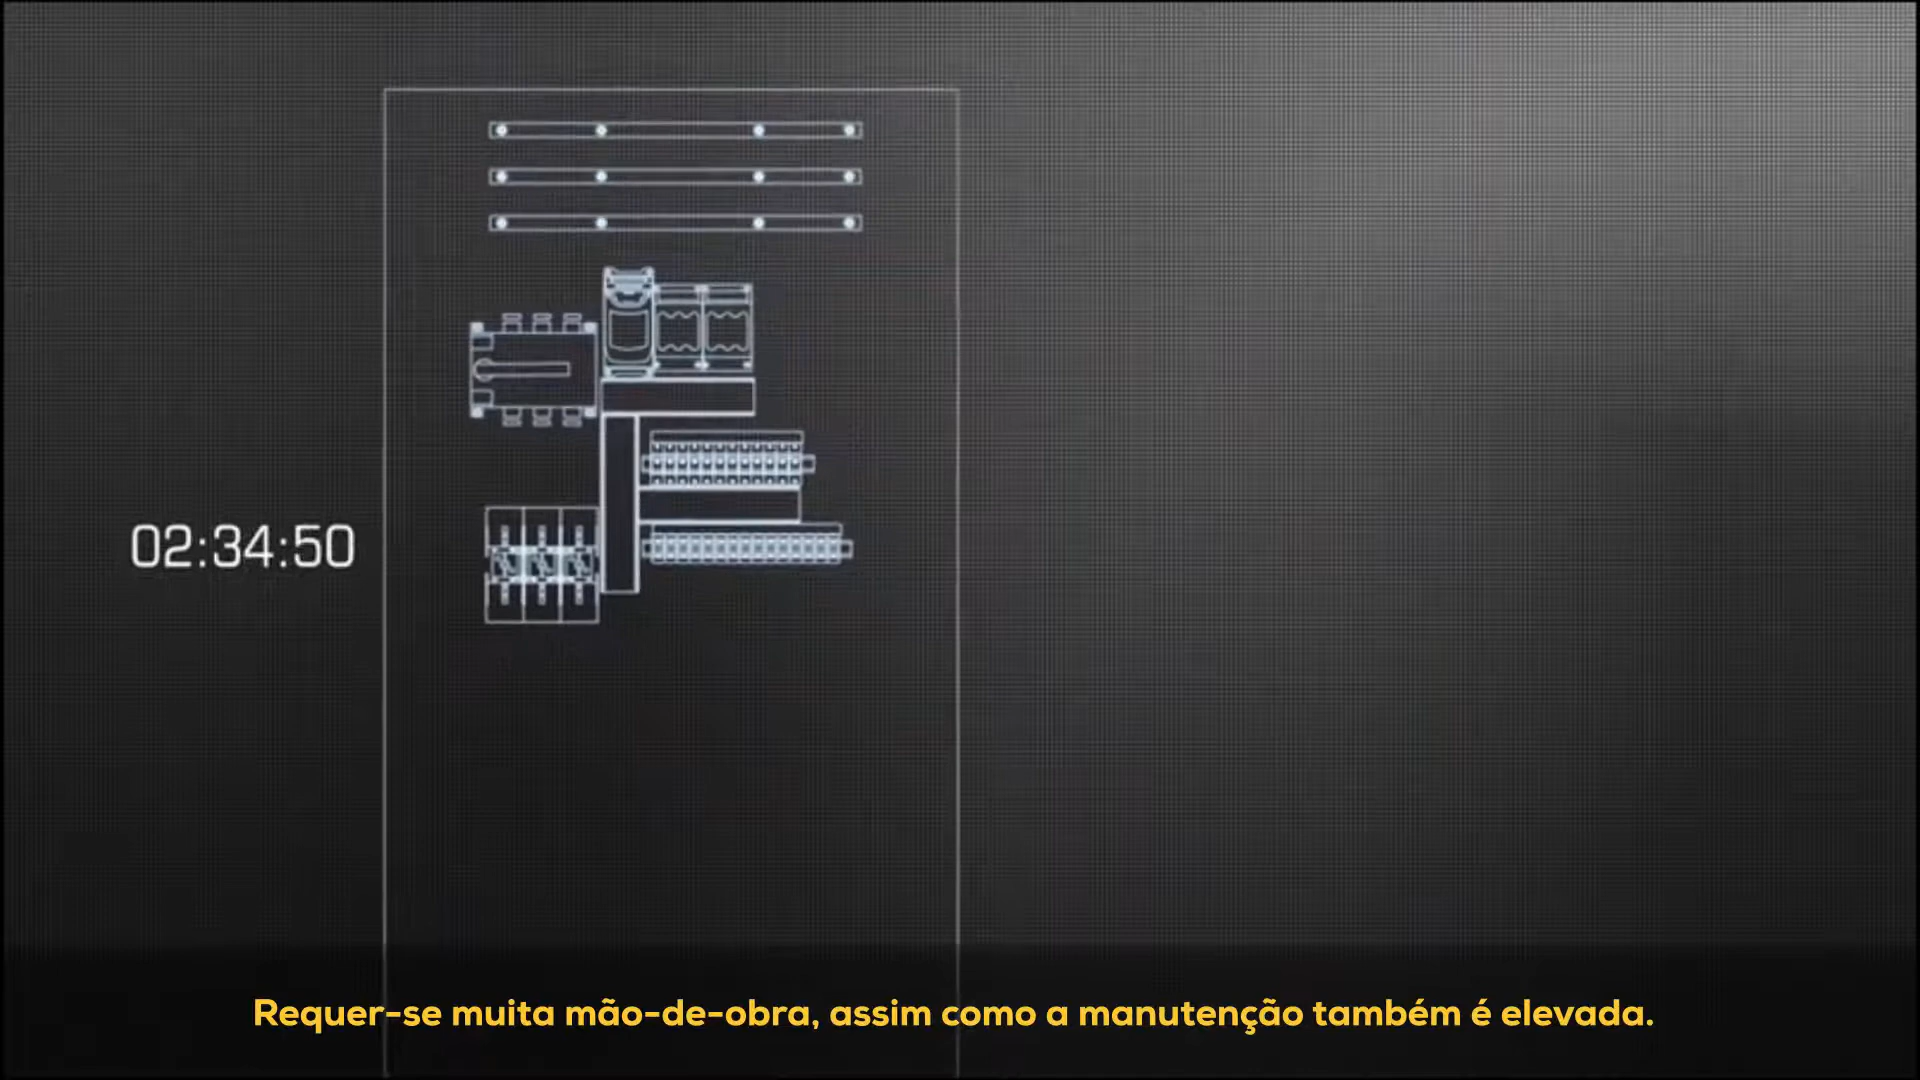 02:34:50
Requer-se muita mão-de-obra, assim como a manutenção também é elevada.